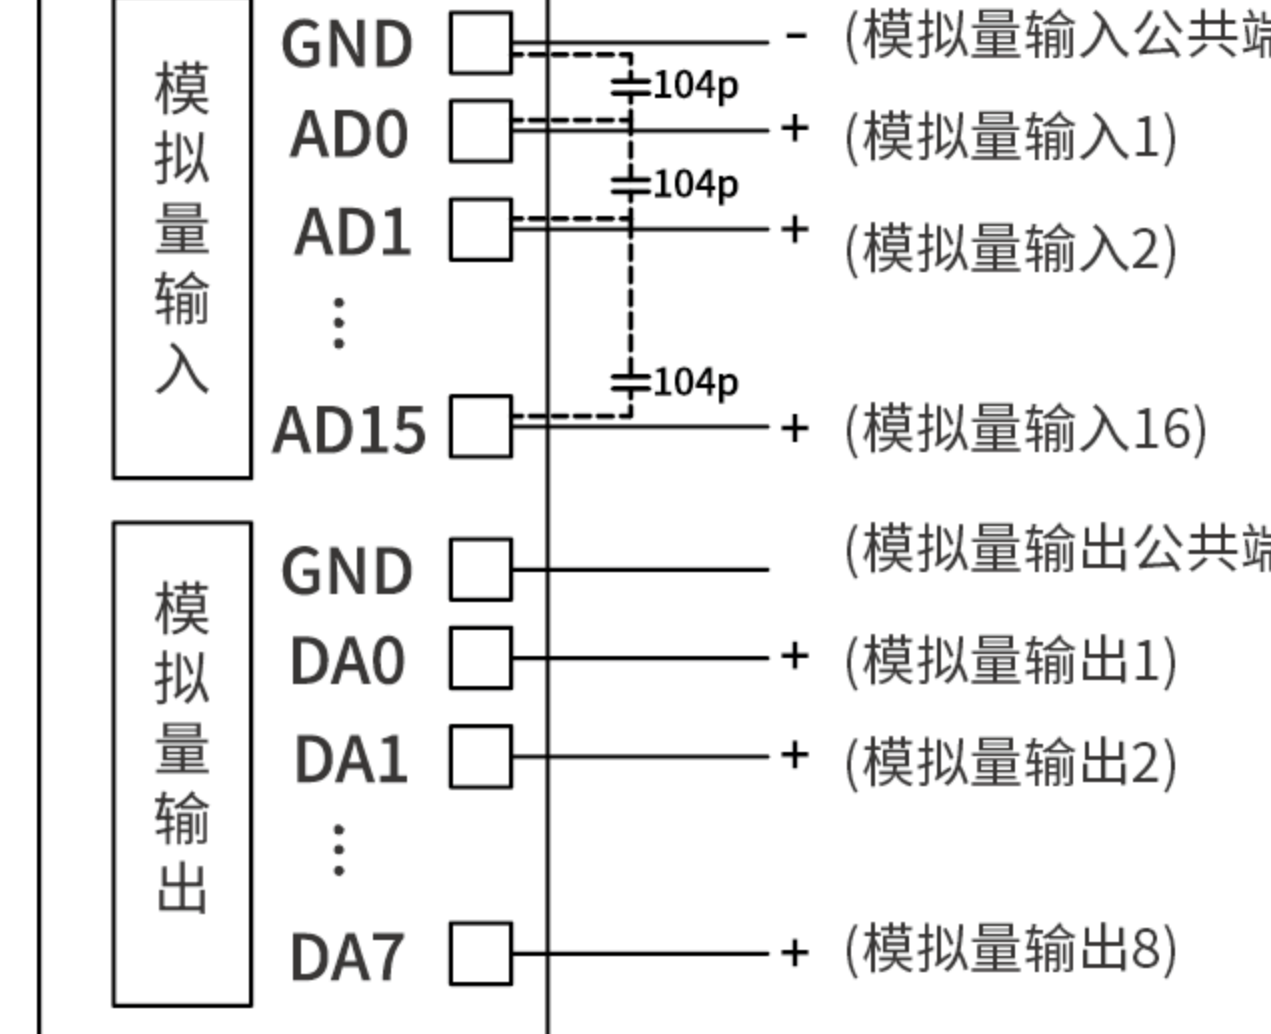 模拟量输入
GND
- (模拟量输入公共端
104p
AD0
+ (模拟量输入1)
104p
AD1
+ (模拟量输入2)
⋮
104p
AD15
+ (模拟量输入16)
模拟量输出
GND
(模拟量输出公共端
DA0
+ (模拟量输出1)
DA1
+ (模拟量输出2)
⋮
DA7
+ (模拟量输出8)